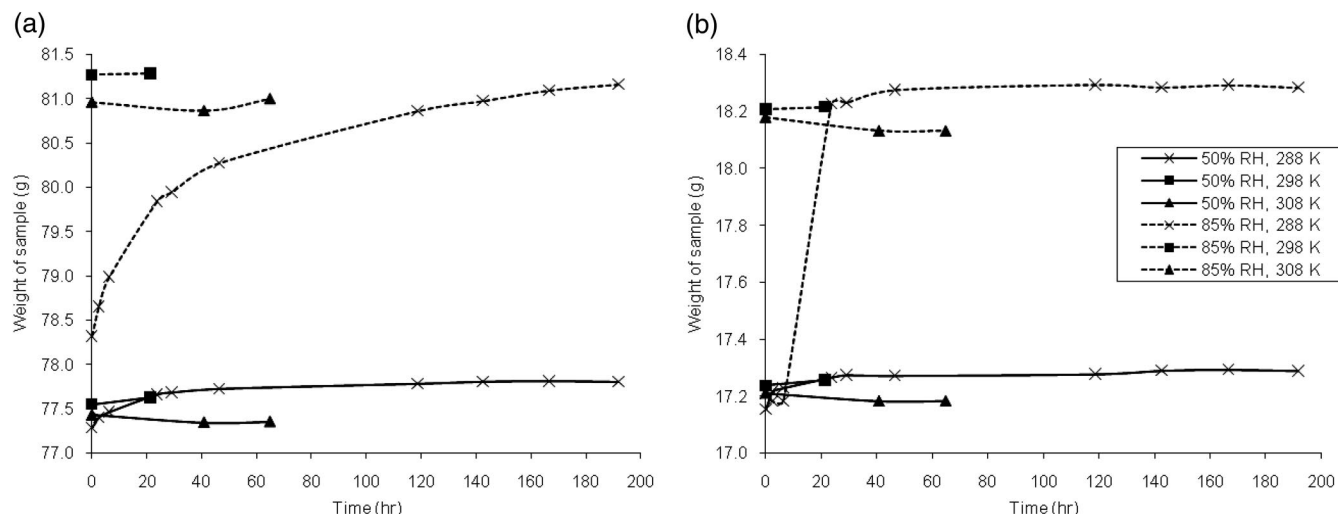 (a)
Weight of sample (g)
81.5
81.0
80.5
80.0
79.5
79.0
78.5
78.0
77.5
77.0
0 20 40 60 80 100 120 140 160 180 200
Time (hr)
(b)
Weight of sample (g)
18.4
18.2
18.0
17.8
17.6
17.4
17.2
17.0
0 20 40 60 80 100 120 140 160 180 200
Time (hr)
50% RH, 288 K
50% RH, 298 K
50% RH, 308 K
85% RH, 288 K
85% RH, 298 K
85% RH, 308 K